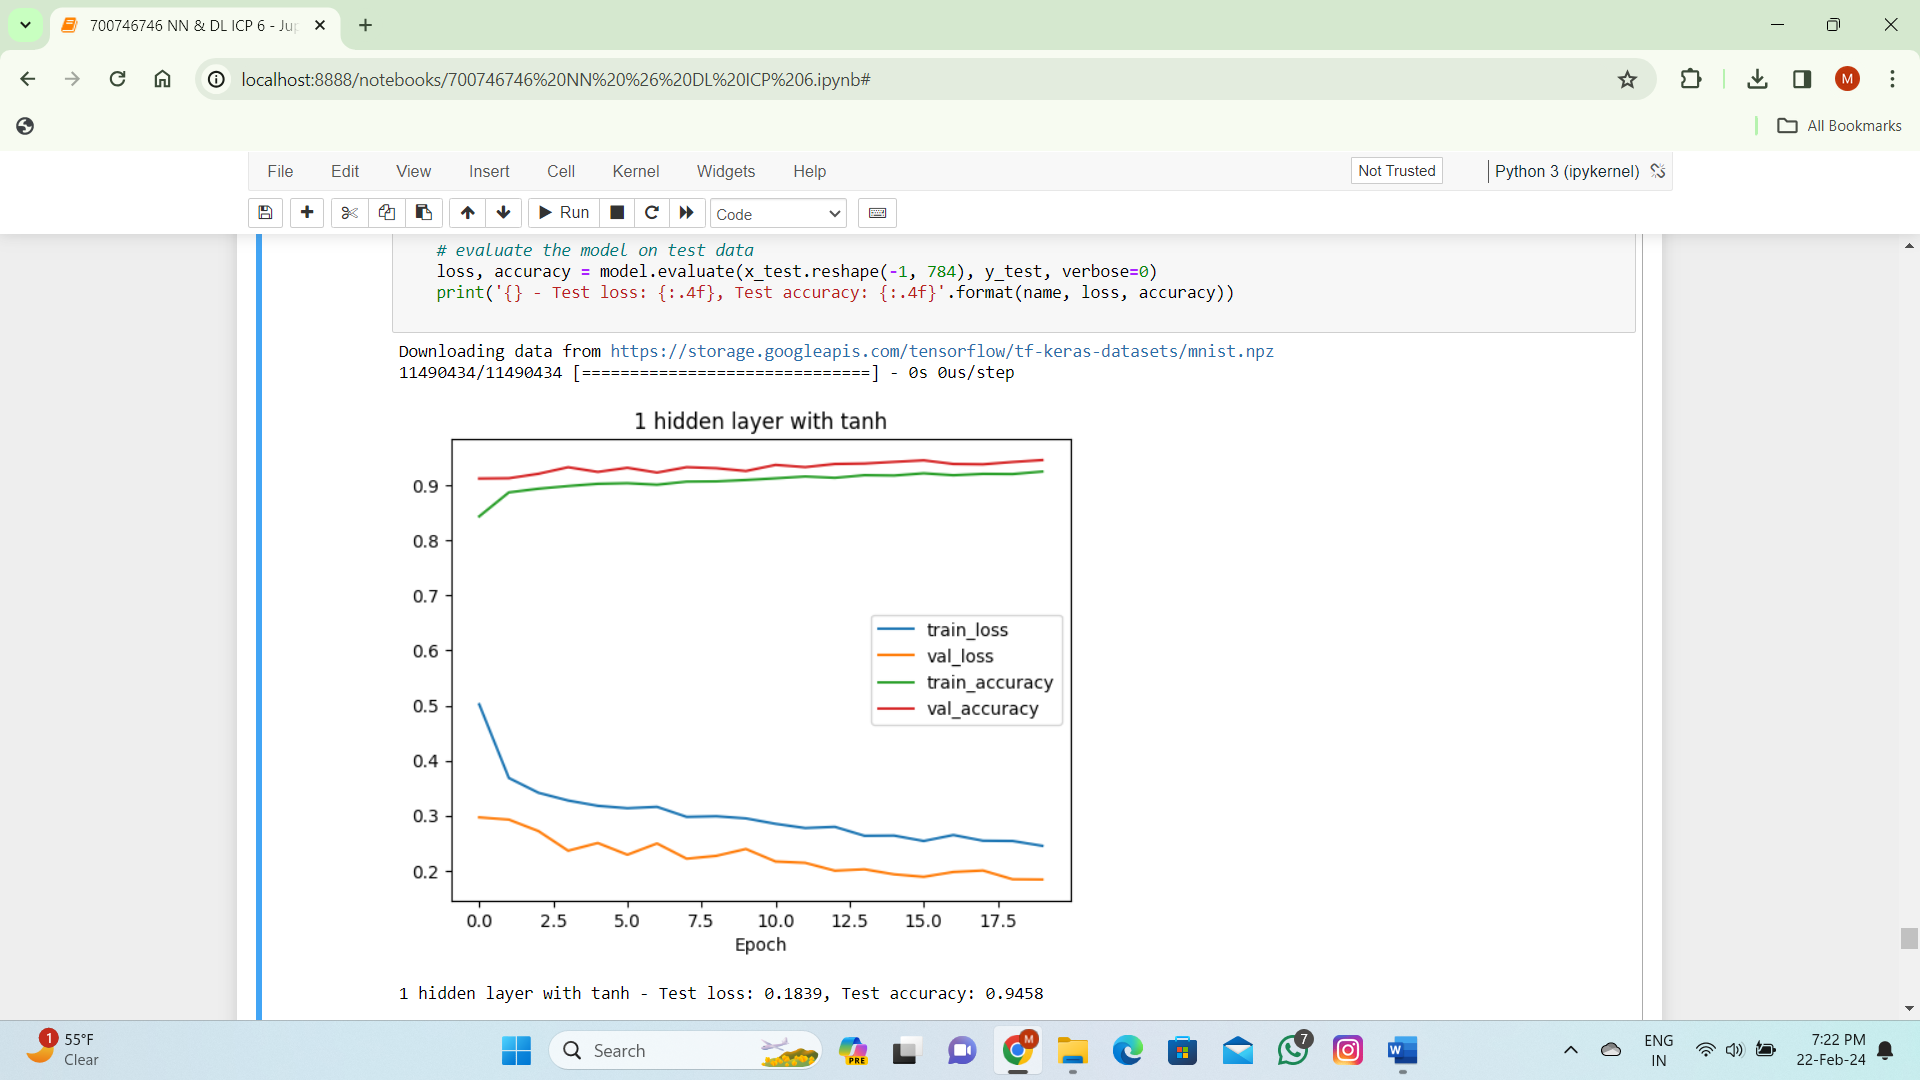 700746746 NN & DL ICP 6 - Jup
localhost:8888/notebooks/700746746%20NN%20%26%20DL%20ICP%206.ipynb#
M
All Bookmarks
File Edit View Insert Cell Kernel Widgets Help
Not Trusted
Python 3 (ipykernel)
Run
Code
# evaluate the model on test data
loss, accuracy = model.evaluate(x_test.reshape(-1, 784), y_test, verbose=0)
print('{} - Test loss: {:.4f}, Test accuracy: {:.4f}'.format(name, loss, accuracy))
Downloading data from https://storage.googleapis.com/tensorflow/tf-keras-datasets/mnist.npz
11490434/11490434 [==============================] - 0s 0us/step
1 hidden layer with tanh
0.9
0.8
0.7
0.6
0.5
0.4
0.3
0.2
train_loss
val_loss
train_accuracy
val_accuracy
0.0 2.5 5.0 7.5 10.0 12.5 15.0 17.5
Epoch
1 hidden layer with tanh - Test loss: 0.1839, Test accuracy: 0.9458
1
55°F
Clear
Search
PRE
M
7
W
ENG
IN
7:22 PM
22-Feb-24